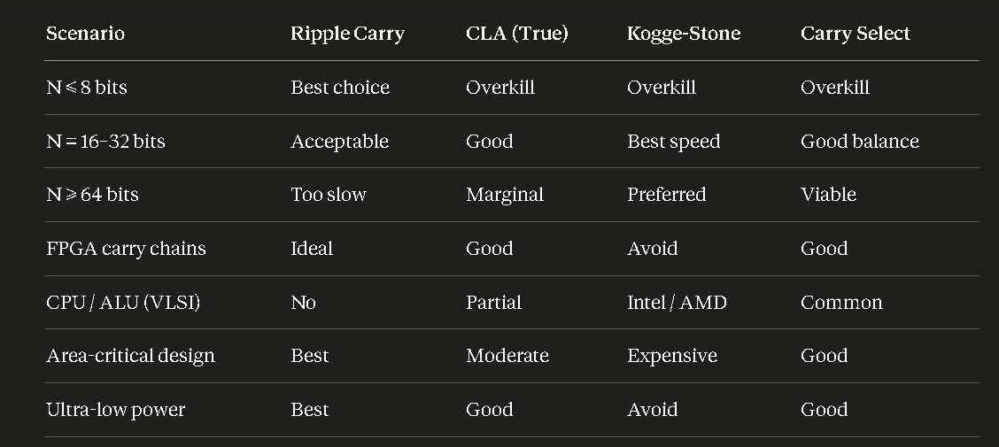 Scenario Ripple Carry CLA (True) Kogge-Stone Carry Select
N ⩽ 8 bits Best choice Overkill Overkill Overkill
N = 16–32 bits Acceptable Good Best speed Good balance
N ⩾ 64 bits Too slow Marginal Preferred Viable
FPGA carry chains Ideal Good Avoid Good
CPU / ALU (VLSI) No Partial Intel / AMD Common
Area-critical design Best Moderate Expensive Good
Ultra-low power Best Good Avoid Good